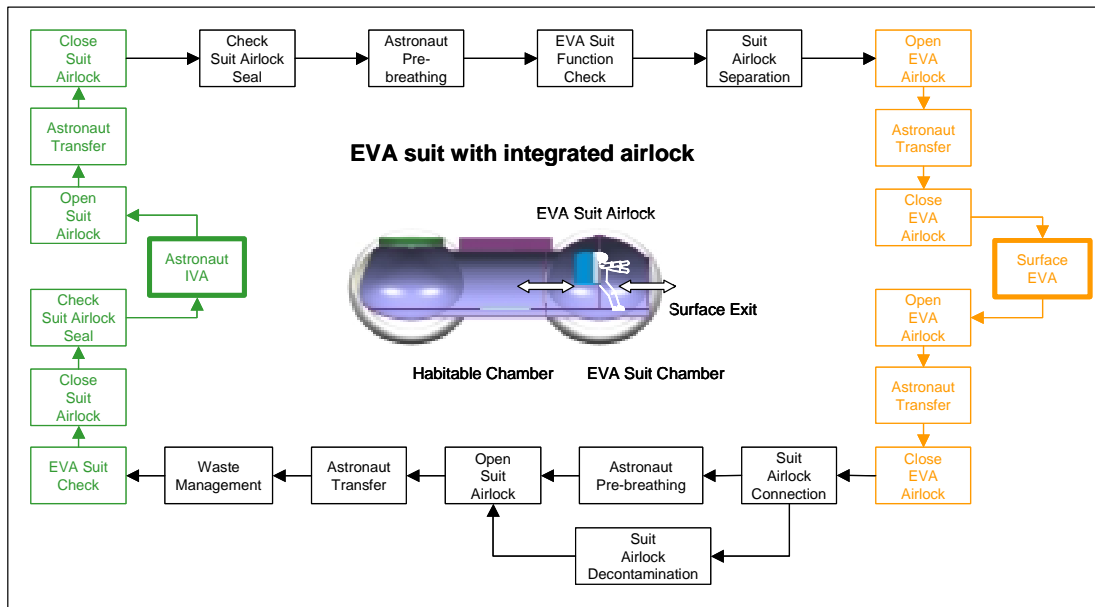 Close
Suit
Airlock
Check
Suit Airlock
Seal
Astronaut
Pre-
breathing
EVA Suit
Function
Check
Suit
Airlock
Separation
Open
EVA
Airlock
Astronaut
Transfer
Astronaut
Transfer
EVA suit with integrated airlock
Open
Suit
Airlock
Close
EVA
Airlock
EVA Suit Airlock
Astronaut
IVA
Surface
EVA
Check
Suit Airlock
Seal
Open
EVA
Airlock
Surface Exit
Habitable Chamber
EVA Suit Chamber
Close
Suit
Airlock
Astronaut
Transfer
EVA Suit
Check
Waste
Management
Astronaut
Transfer
Open
Suit
Airlock
Astronaut
Pre-breathing
Suit
Airlock
Connection
Close
EVA
Airlock
Suit
Airlock
Decontamination